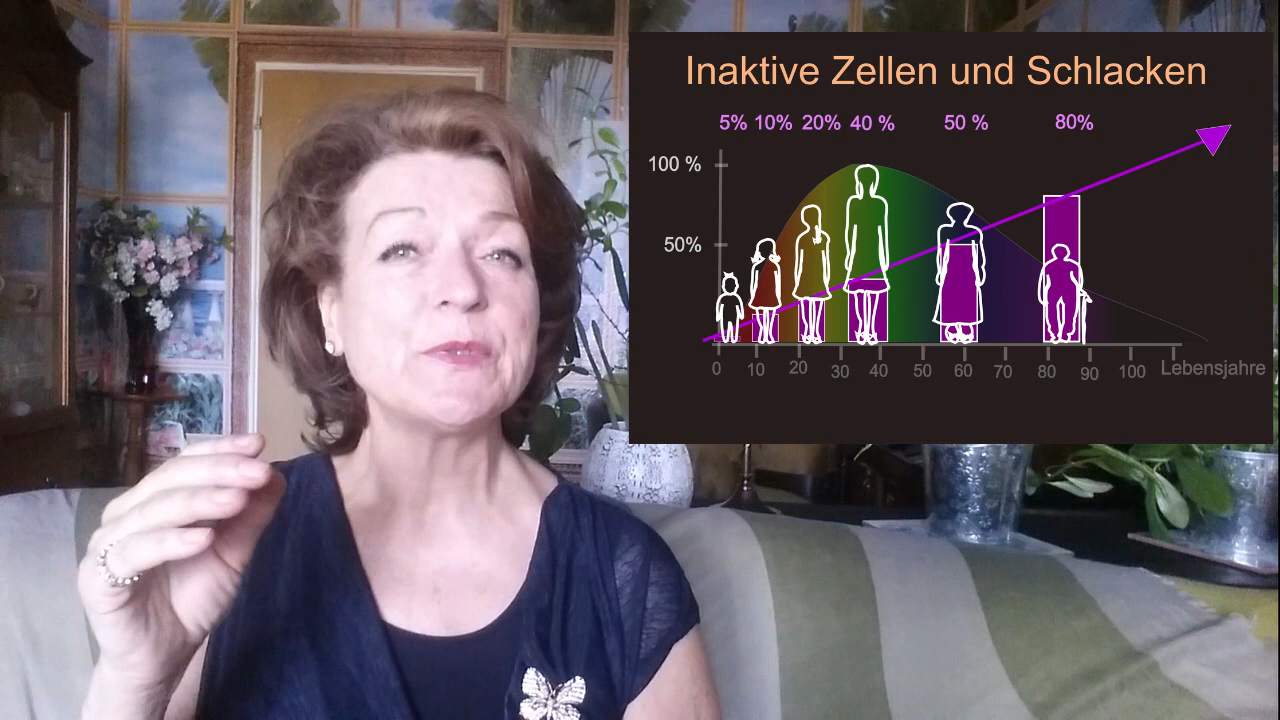 Inaktive Zellen und Schlacken
5% 10% 20% 40 % 50 % 80%
100 %
50%
0 10 20 30 40 50 60 70 80 90 100 Lebensjahre